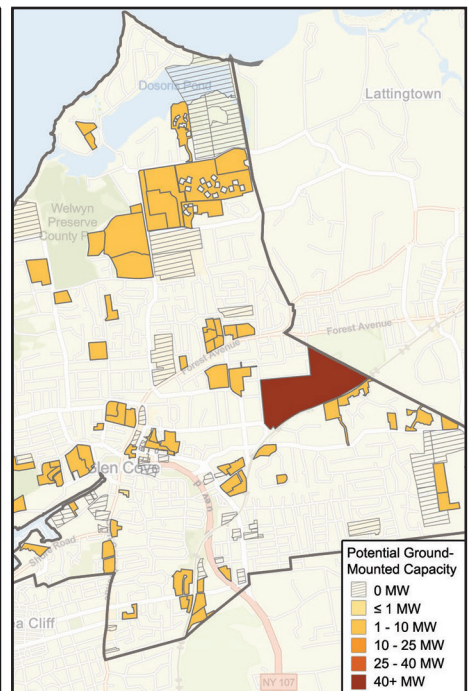 Dosoris Pond
Lattingtown
Welwyn
Preserve
County P
Forest Avenue
Forest Avenue
Glen Cove
Shore Road
a Cliff
NY 107
Potential Ground-
Mounted Capacity
0 MW
≤ 1 MW
1 - 10 MW
10 - 25 MW
25 - 40 MW
40+ MW